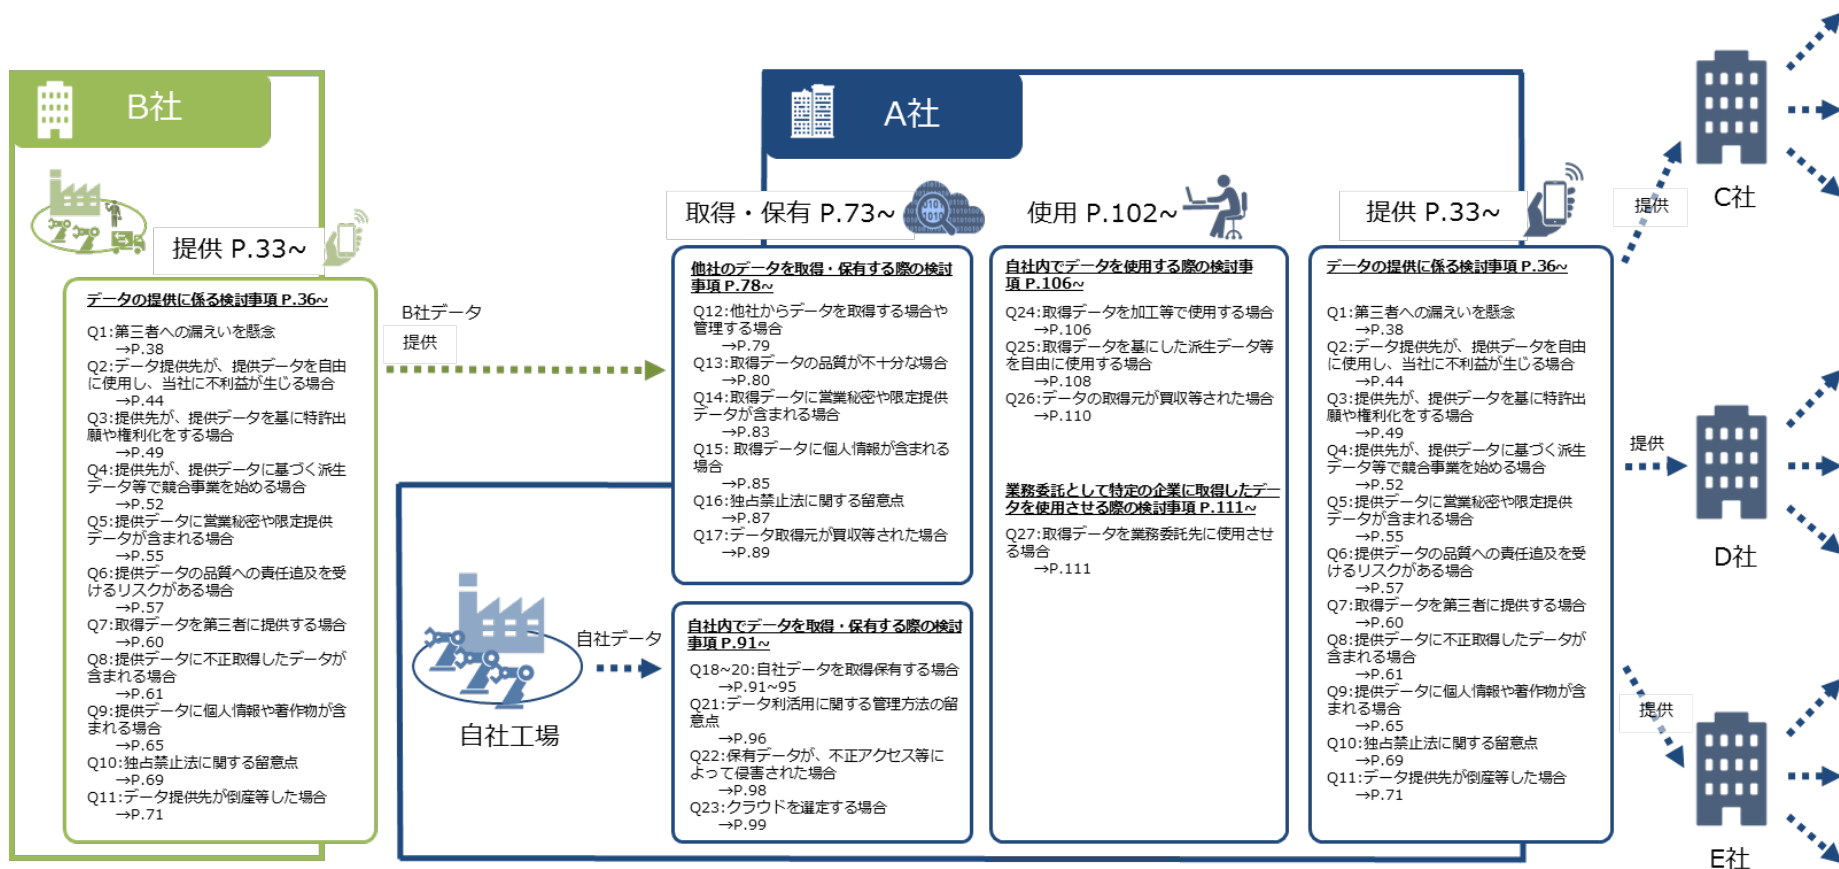 B社
提供 P.33~
データの提供に係る検討事項 P.36~
Q1:第三者への漏えいを懸念
→P.38
Q2:データ提供先が、提供データを自由
に使用し、当社に不利益が生じる場合
→P.44
Q3:提供先が、提供データを基に特許出
願や権利化をする場合
→P.49
Q4:提供先が、提供データに基づく派生
データ等で競合事業を始める場合
→P.52
Q5:提供データに営業秘密や限定提供
データが含まれる場合
→P.55
Q6:提供データの品質への責任追及を受
けるリスクがある場合
→P.57
Q7:取得データを第三者に提供する場合
→P.60
Q8:提供データに不正取得したデータが
含まれる場合
→P.61
Q9:提供データに個人情報や著作物が含
まれる場合
→P.65
Q10:独占禁止法に関する留意点
→P.69
Q11:データ提供先が倒産等した場合
→P.71
B社データ
提供
A社
取得・保有 P.73~
他社のデータを取得・保有する際の検討
事項 P.78~
Q12:他社からデータを取得する場合や
管理する場合
→P.79
Q13:取得データの品質が不十分な場合
→P.80
Q14:取得データに営業秘密や限定提供
データが含まれる場合
→P.83
Q15: 取得データに個人情報が含まれる
場合
→P.85
Q16:独占禁止法に関する留意点
→P.87
Q17:データ取得元が買収等された場合
→P.89
自社工場
自社データ
自社内でデータを取得・保有する際の検討
事項 P.91~
Q18~20:自社データを取得保有する場合
→P.91~95
Q21:データ利活用に関する管理方法の留
意点
→P.96
Q22:保有データが、不正アクセス等に
よって侵害された場合
→P.98
Q23:クラウドを選定する場合
→P.99
使用 P.102~
自社内でデータを使用する際の検討事
項 P.106~
Q24:取得データを加工等で使用する場合
→P.106
Q25:取得データを基にした派生データ等
を自由に使用する場合
→P.108
Q26:データの取得元が買収等された場合
→P.110
業務委託として特定の企業に取得したデー
タを使用させる際の検討事項 P.111~
Q27:取得データを業務委託先に使用させ
る場合
→P.111
提供 P.33~
データの提供に係る検討事項 P.36~
Q1:第三者への漏えいを懸念
→P.38
Q2:データ提供先が、提供データを自由
に使用し、当社に不利益が生じる場合
→P.44
Q3:提供先が、提供データを基に特許出
願や権利化をする場合
→P.49
Q4:提供先が、提供データに基づく派生
データ等で競合事業を始める場合
→P.52
Q5:提供データに営業秘密や限定提供
データが含まれる場合
→P.55
Q6:提供データの品質への責任追及を受
けるリスクがある場合
→P.57
Q7:取得データを第三者に提供する場合
→P.60
Q8:提供データに不正取得したデータが
含まれる場合
→P.61
Q9:提供データに個人情報や著作物が含
まれる場合
→P.65
Q10:独占禁止法に関する留意点
→P.69
Q11:データ提供先が倒産等した場合
→P.71
提供
C社
提供
D社
提供
E社